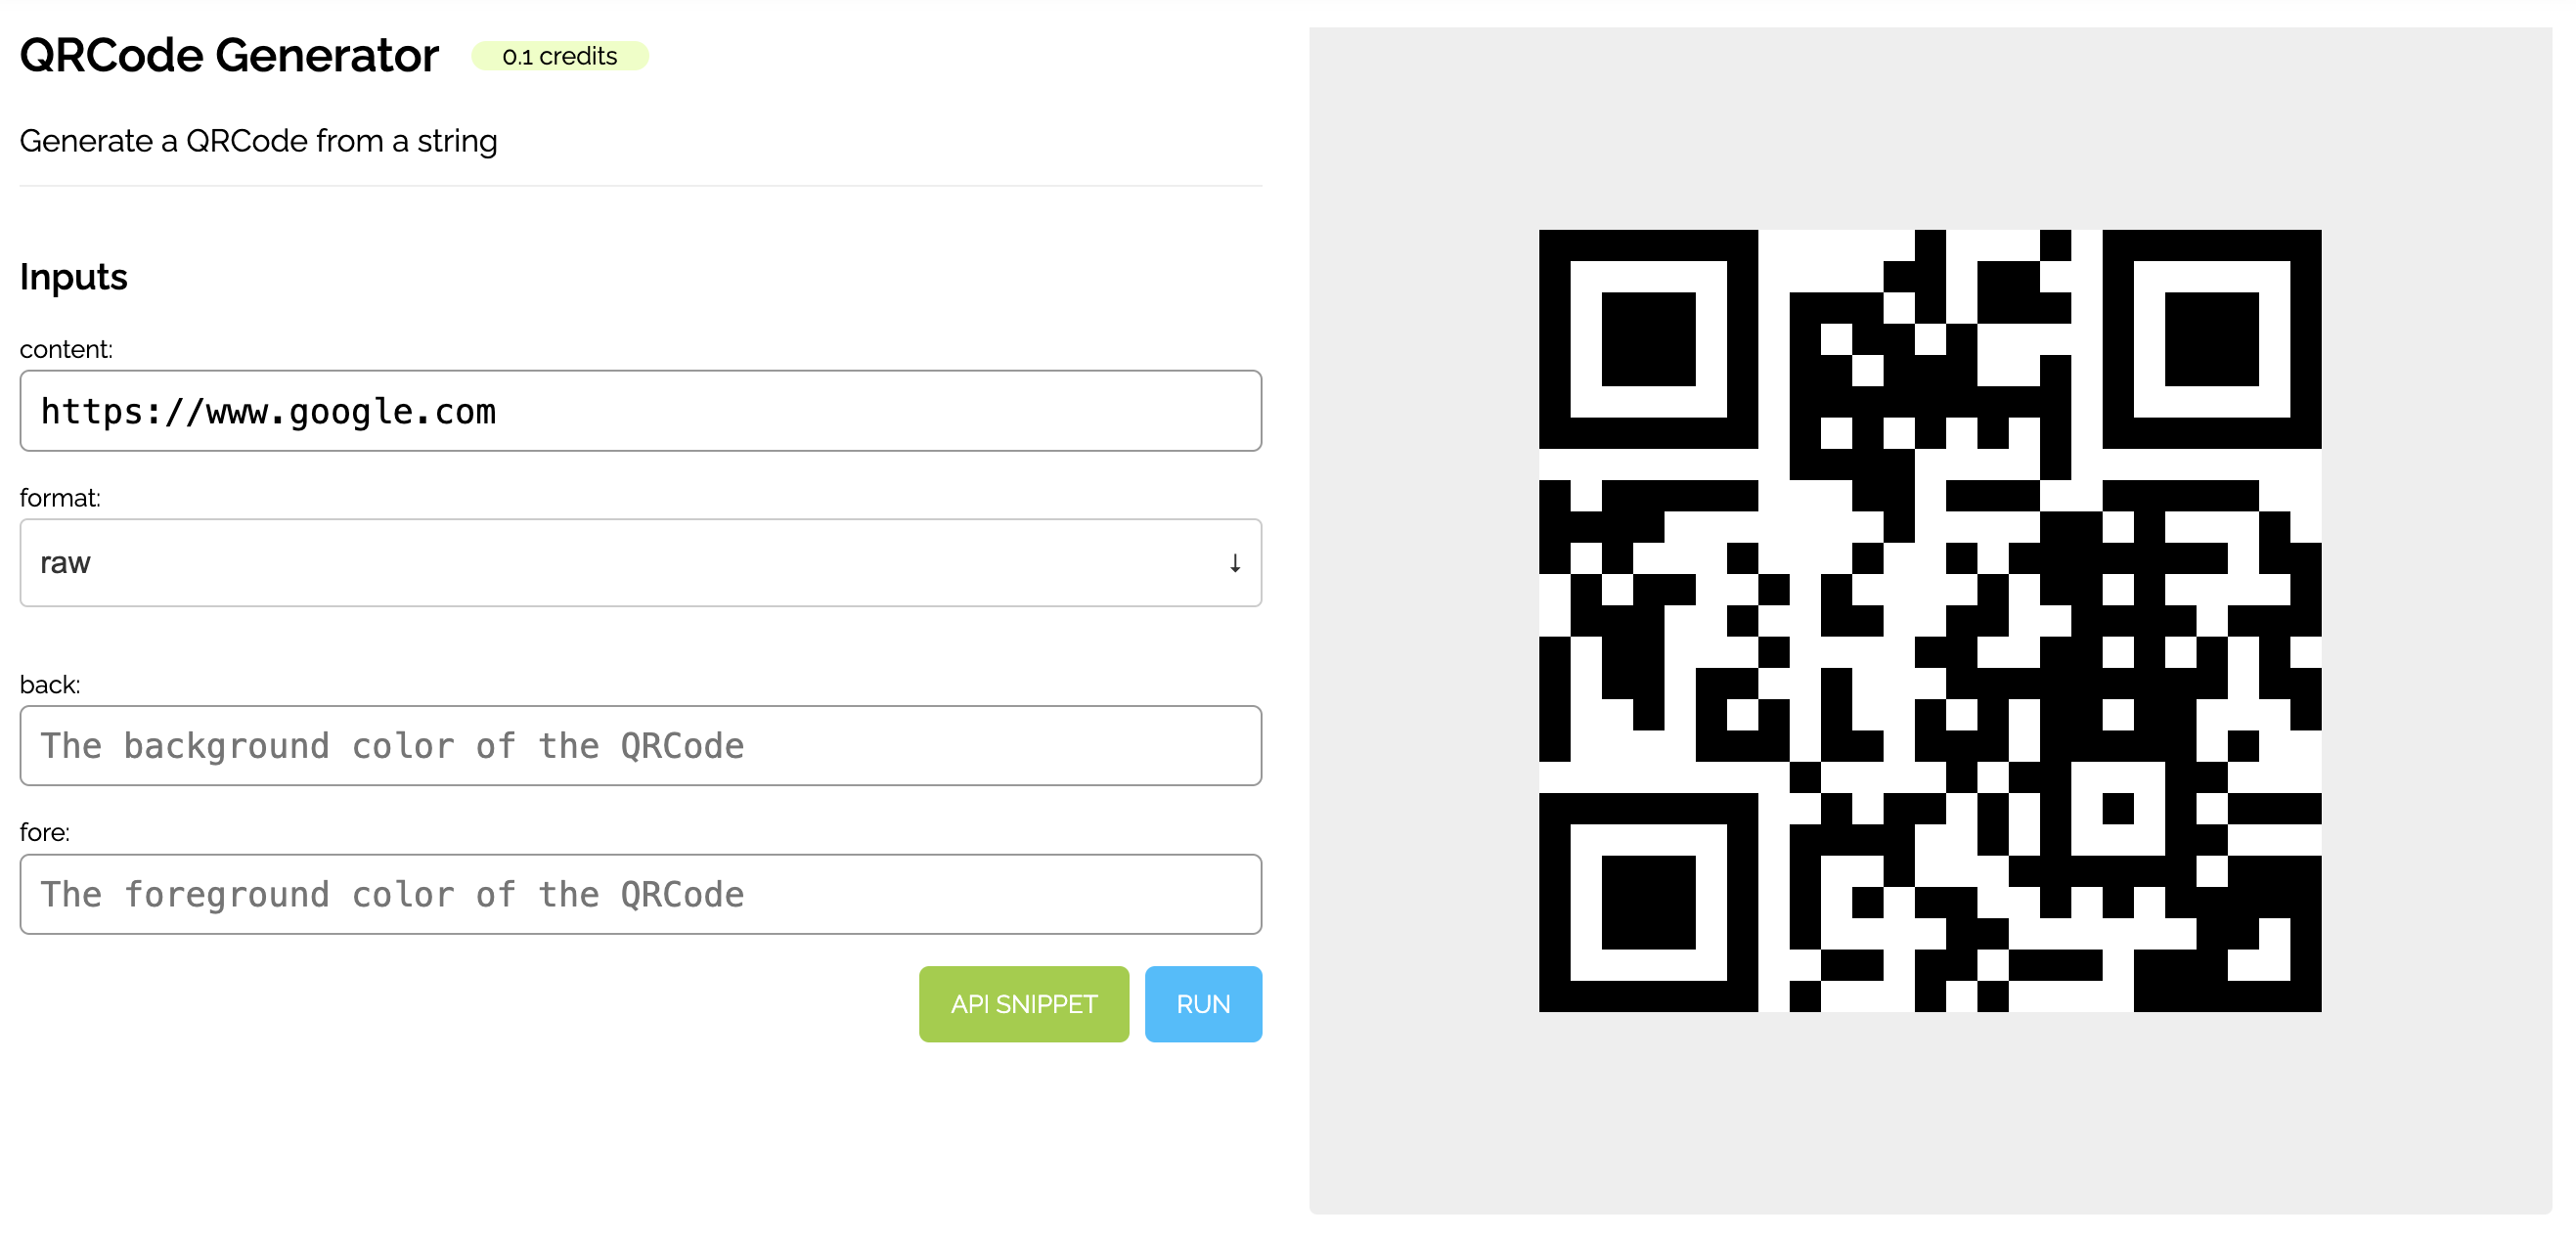 QRCode Generator 0.1 credits
Generate a QRCode from a string
Inputs
content:
https://www.google.com
format:
raw ↓
back:
The background color of the QRCode
fore:
The foreground color of the QRCode
API SNIPPET RUN